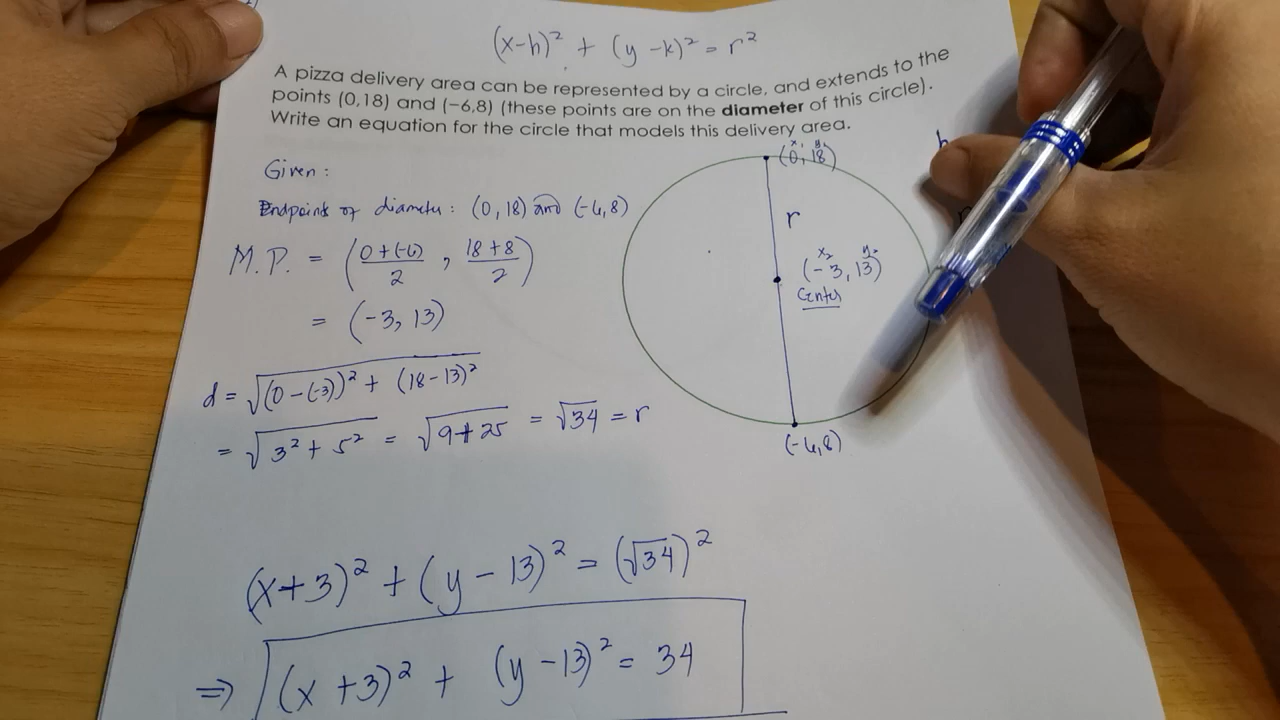 (x-h)² + (y-k)² = r²
A pizza delivery area can be represented by a circle, and extends to the
points (0,18) and (−6,8) (these points are on the diameter of this circle).
Write an equation for the circle that models this delivery area.
Given:
Endpoints of diameter: (0,18) and (-6,8)
M.P. = (0+(-6)/2, 18+8/2)
= (-3, 13)
d = √(0-(-3))² + (18-13)²
= √3² + 5² = √9+25 = √34 = r
x₁ y₁
(0, 18)
r
x₂ y₂
(-3, 13)
Center
(-6,8)
(x+3)² + (y-13)² = (√34)²
⇒ (x+3)² + (y-13)² = 34